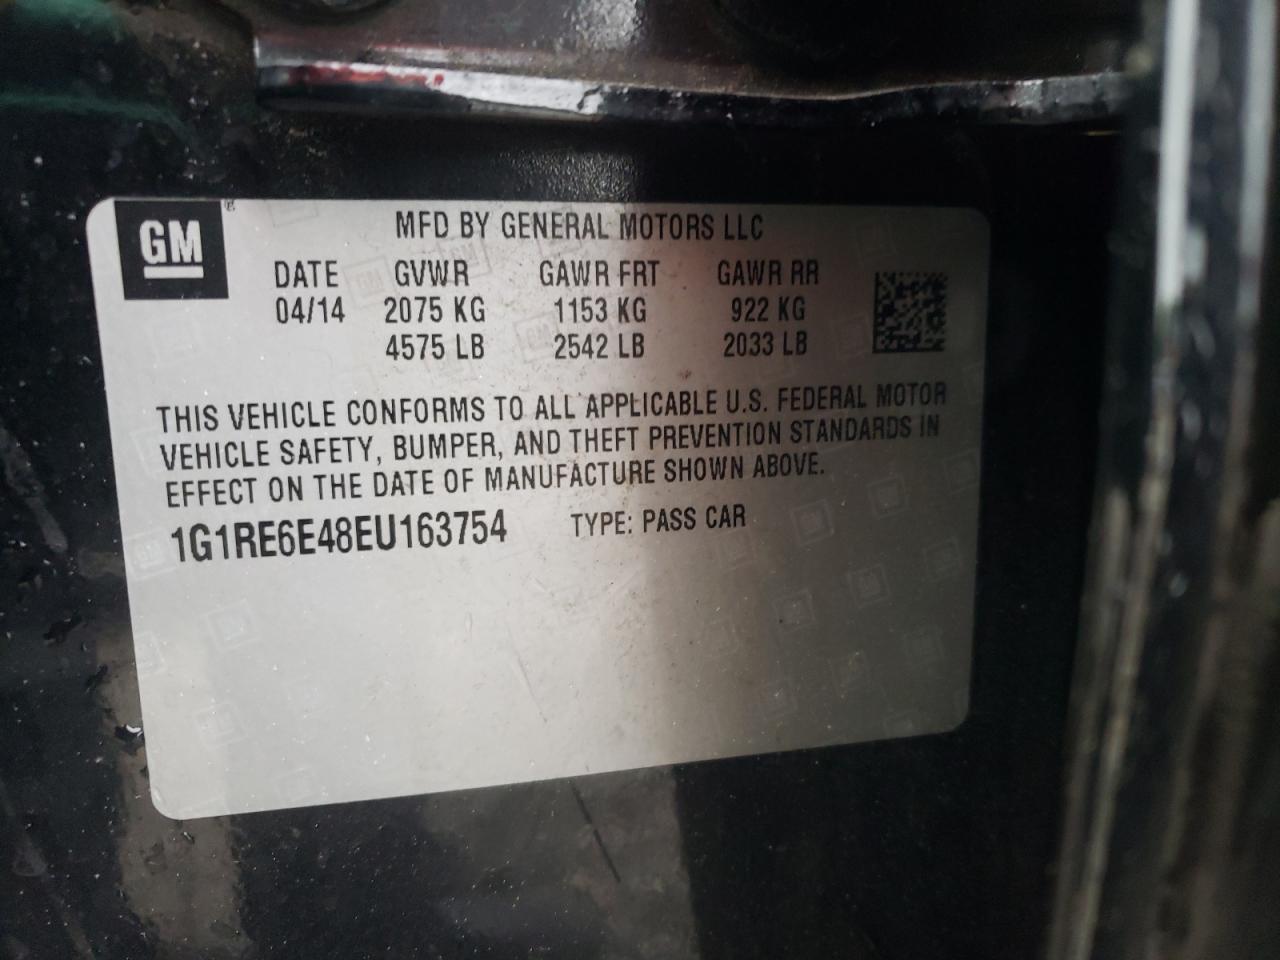 GM
MFD BY GENERAL MOTORS LLC
DATE GVWR GAWR FRT GAWR RR
04/14 2075 KG 1153 KG 922 KG
4575 LB 2542 LB 2033 LB
THIS VEHICLE CONFORMS TO ALL APPLICABLE U.S. FEDERAL MOTOR
VEHICLE SAFETY, BUMPER, AND THEFT PREVENTION STANDARDS IN
EFFECT ON THE DATE OF MANUFACTURE SHOWN ABOVE.
1G1RE6E48EU163754 TYPE: PASS CAR